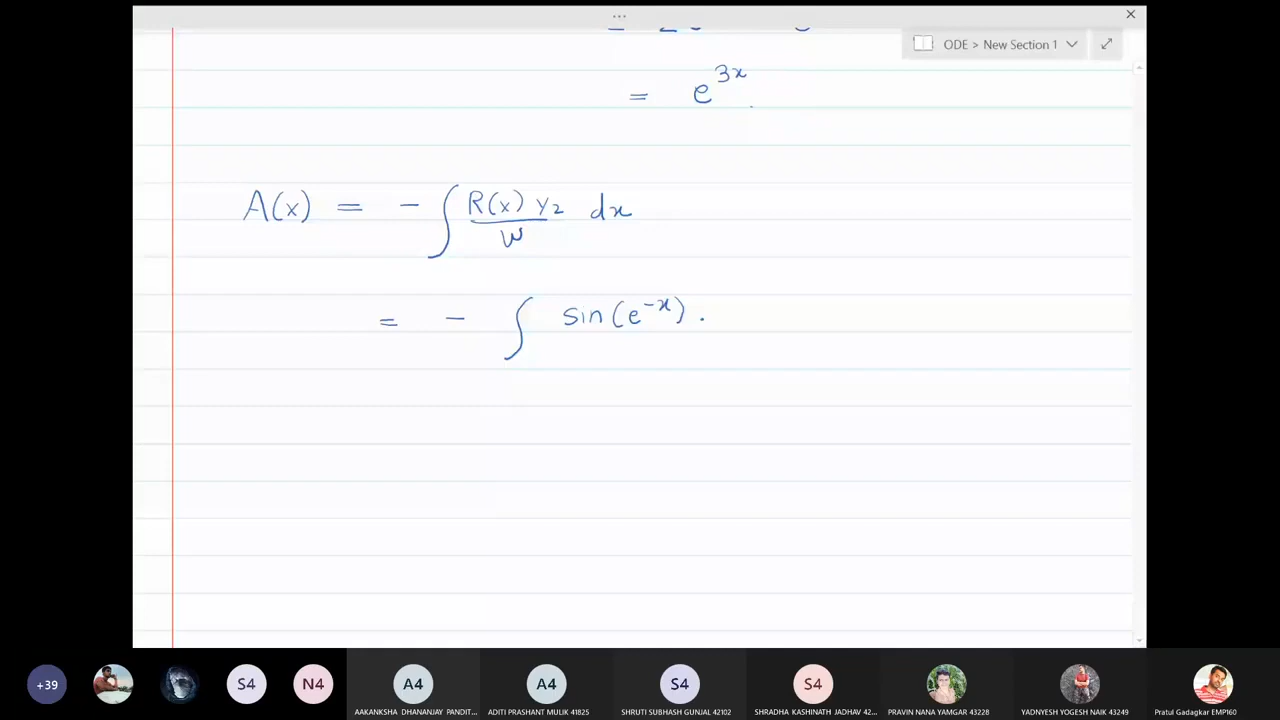 ODE > New Section 1
= e^{3x}.
A(x) = - ∫ R(x) y₂ / W dx
= - ∫ sin(e^{-x}) .
+39
S4
N4
A4
A4
S4
S4
AAKANKSHA DHANANJAY PANDIT...
ADITI PRASHANT MULIK 41825
SHRUTI SUBHASH GUNJAL 42102
SHRADHA KASHINATH JADHAV 42...
PRAVIN NANA YAMGAR 43228
YADNYESH YOGESH NAIK 43249
Pratul Gadagkar EMP160